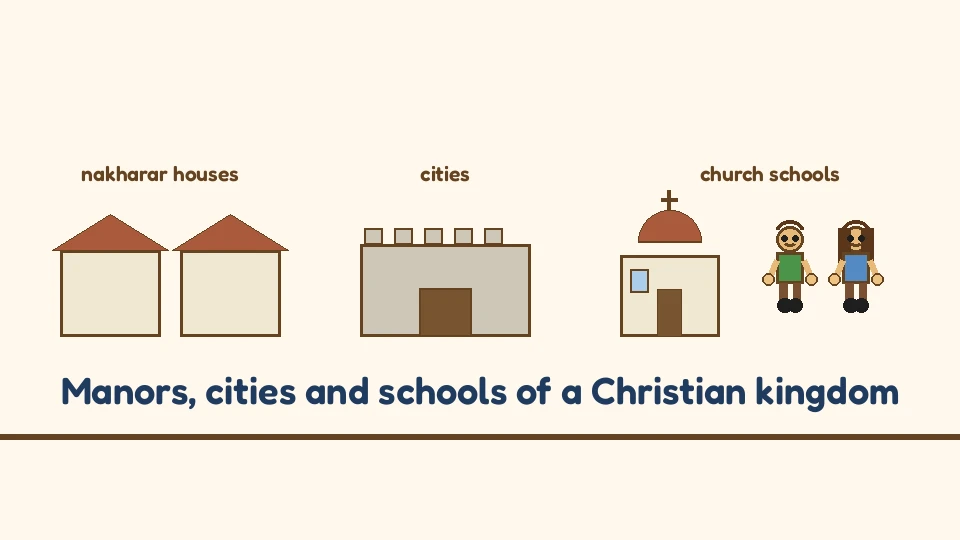 nakharar houses
cities
church schools
Manors, cities and schools of a Christian kingdom